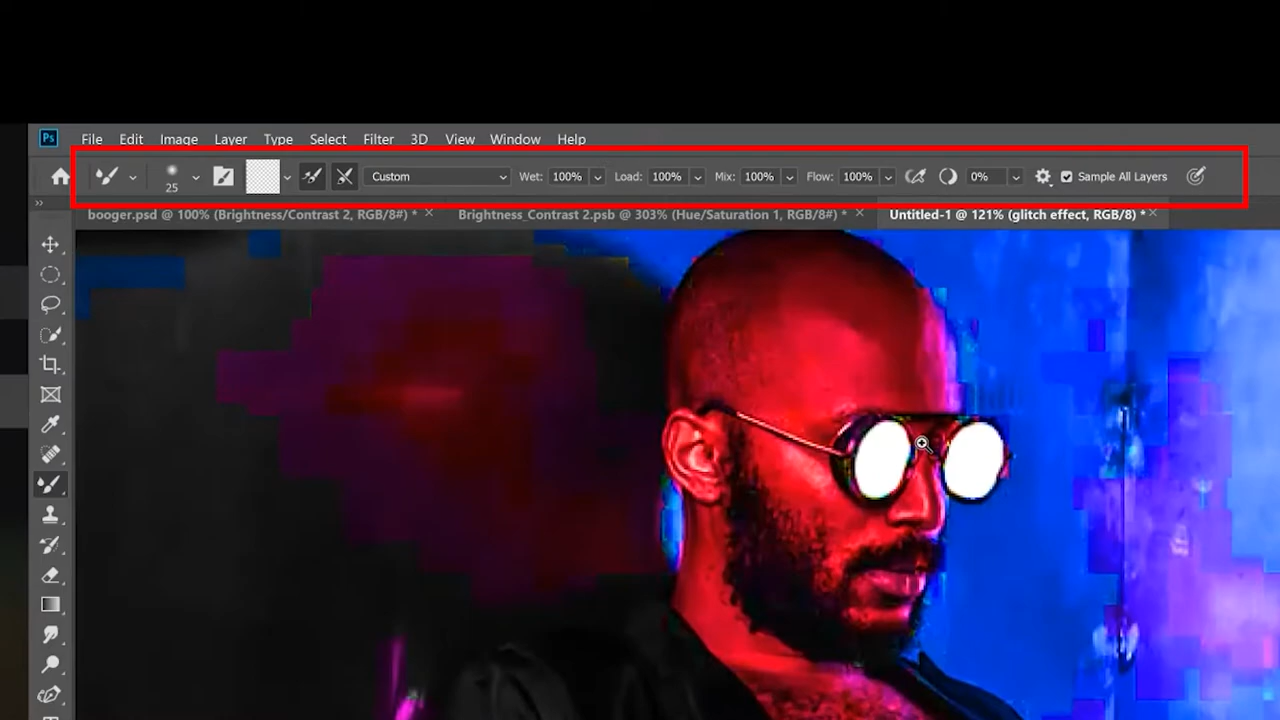 Ps File Edit Image Layer Type Select Filter 3D View Window Help
25 Custom Wet: 100% Load: 100% Mix: 100% Flow: 100% 0% Sample All Layers
booger.psd @ 100% (Brightness/Contrast 2, RGB/8#) * × Brightness_Contrast 2.psb @ 303% (Hue/Saturation 1, RGB/8#) * × Untitled-1 @ 121% (glitch effect, RGB/8) * ×